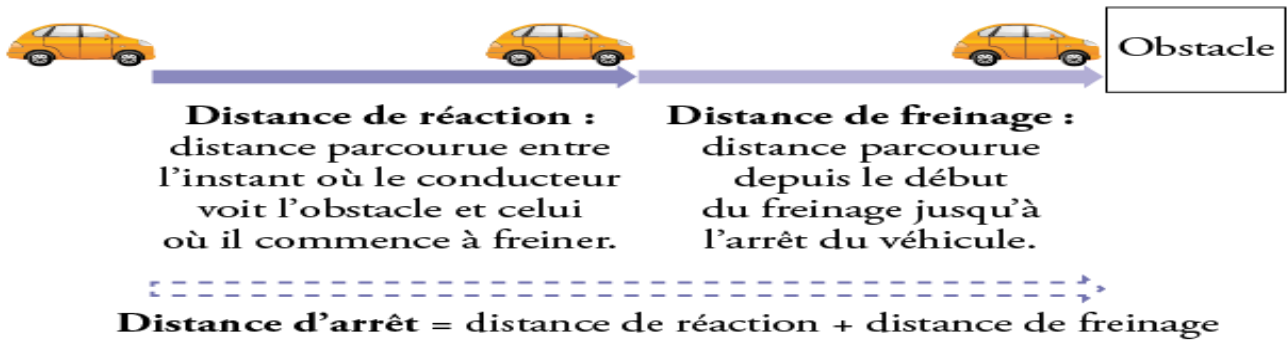 Obstacle
Distance de réaction :
distance parcourue entre
l’instant où le conducteur
voit l’obstacle et celui
où il commence à freiner.
Distance de freinage :
distance parcourue
depuis le début
du freinage jusqu’à
l’arrêt du véhicule.
Distance d’arrêt = distance de réaction + distance de freinage